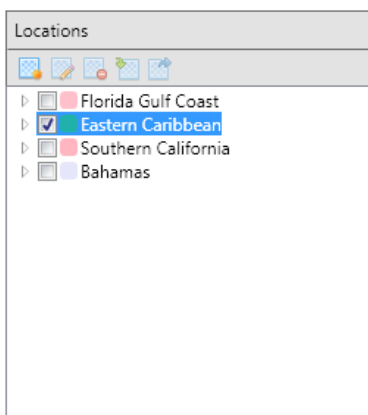 Locations
Florida Gulf Coast
Eastern Caribbean
Southern California
Bahamas